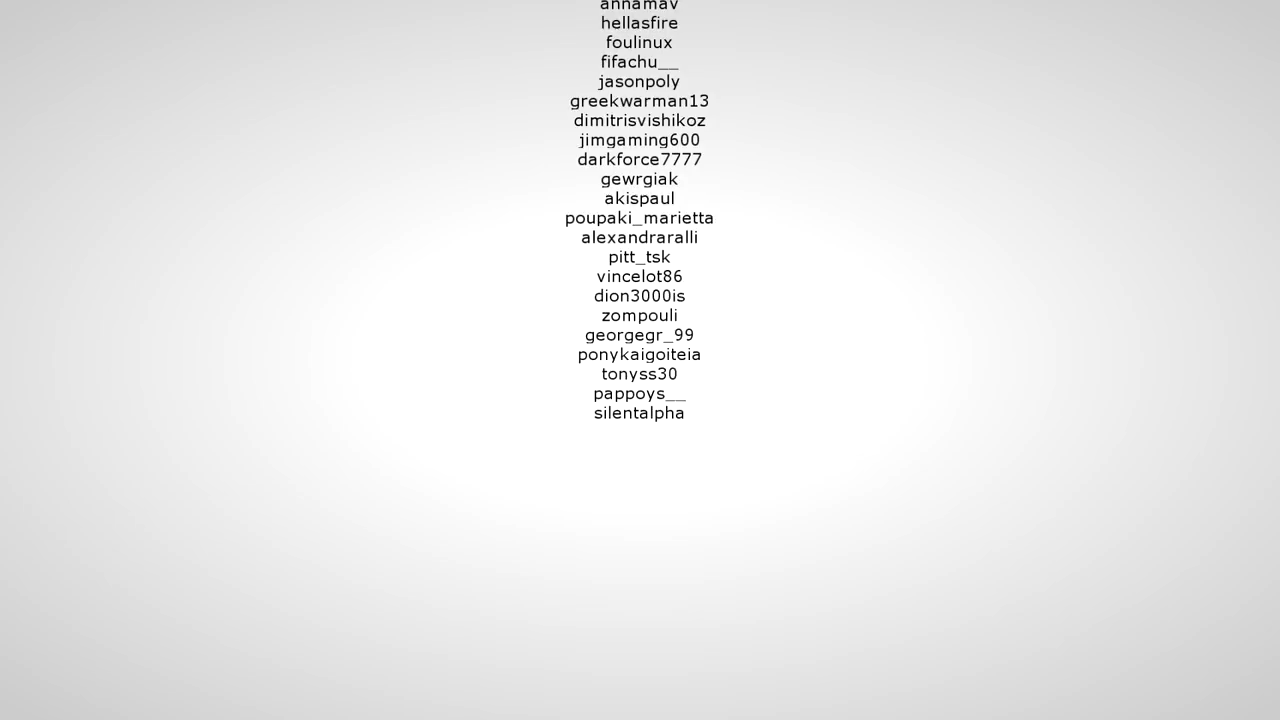 annamav
hellasfire
foulinux
fifachu__
jasonpoly
greekwarman13
dimitrisvishikoz
jimgaming600
darkforce7777
gewrgiak
akispaul
poupaki_marietta
alexandraralli
pitt_tsk
vincelot86
dion3000is
zompouli
georgegr_99
ponykaigoiteia
tonyss30
pappoys__
silentalpha